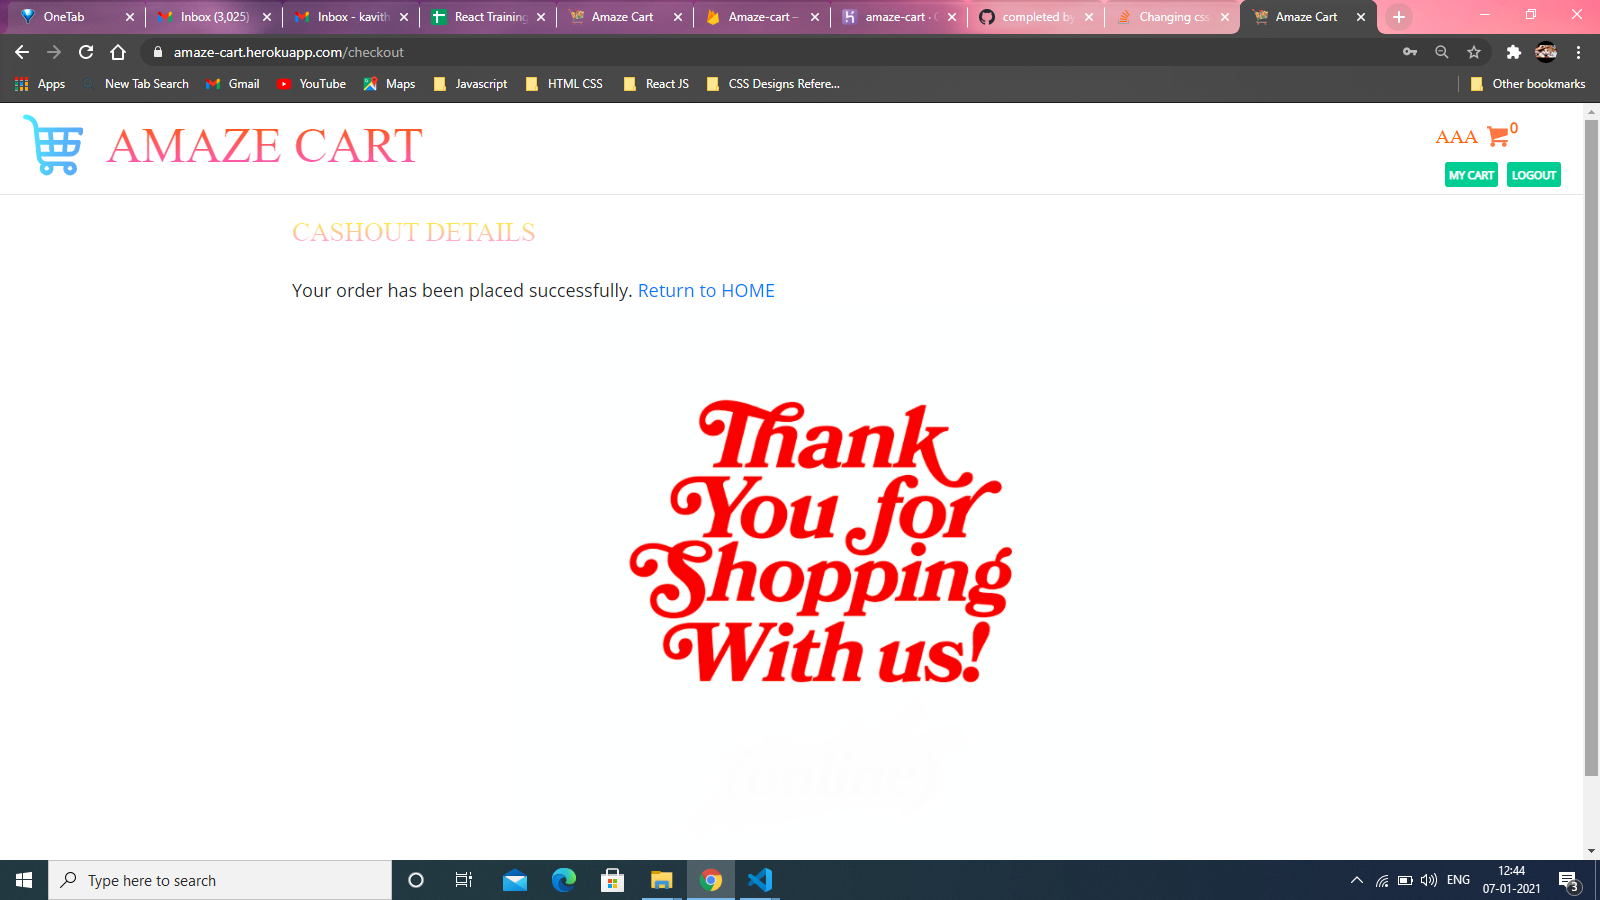 OneTab
Inbox (3,025)
Inbox - kavith
React Training
Amaze Cart
Amaze-cart –
amaze-cart ·
completed by
Changing css
Amaze Cart
amaze-cart.herokuapp.com/checkout
Apps
New Tab Search
Gmail
YouTube
Maps
Javascript
HTML CSS
React JS
CSS Designs Refere...
Other bookmarks
AMAZE CART
AAA
0
MY CART
LOGOUT
CASHOUT DETAILS
Your order has been placed successfully. Return to HOME
Thank
You for
Shopping
With us!
Type here to search
ENG
12:44
07-01-2021
3